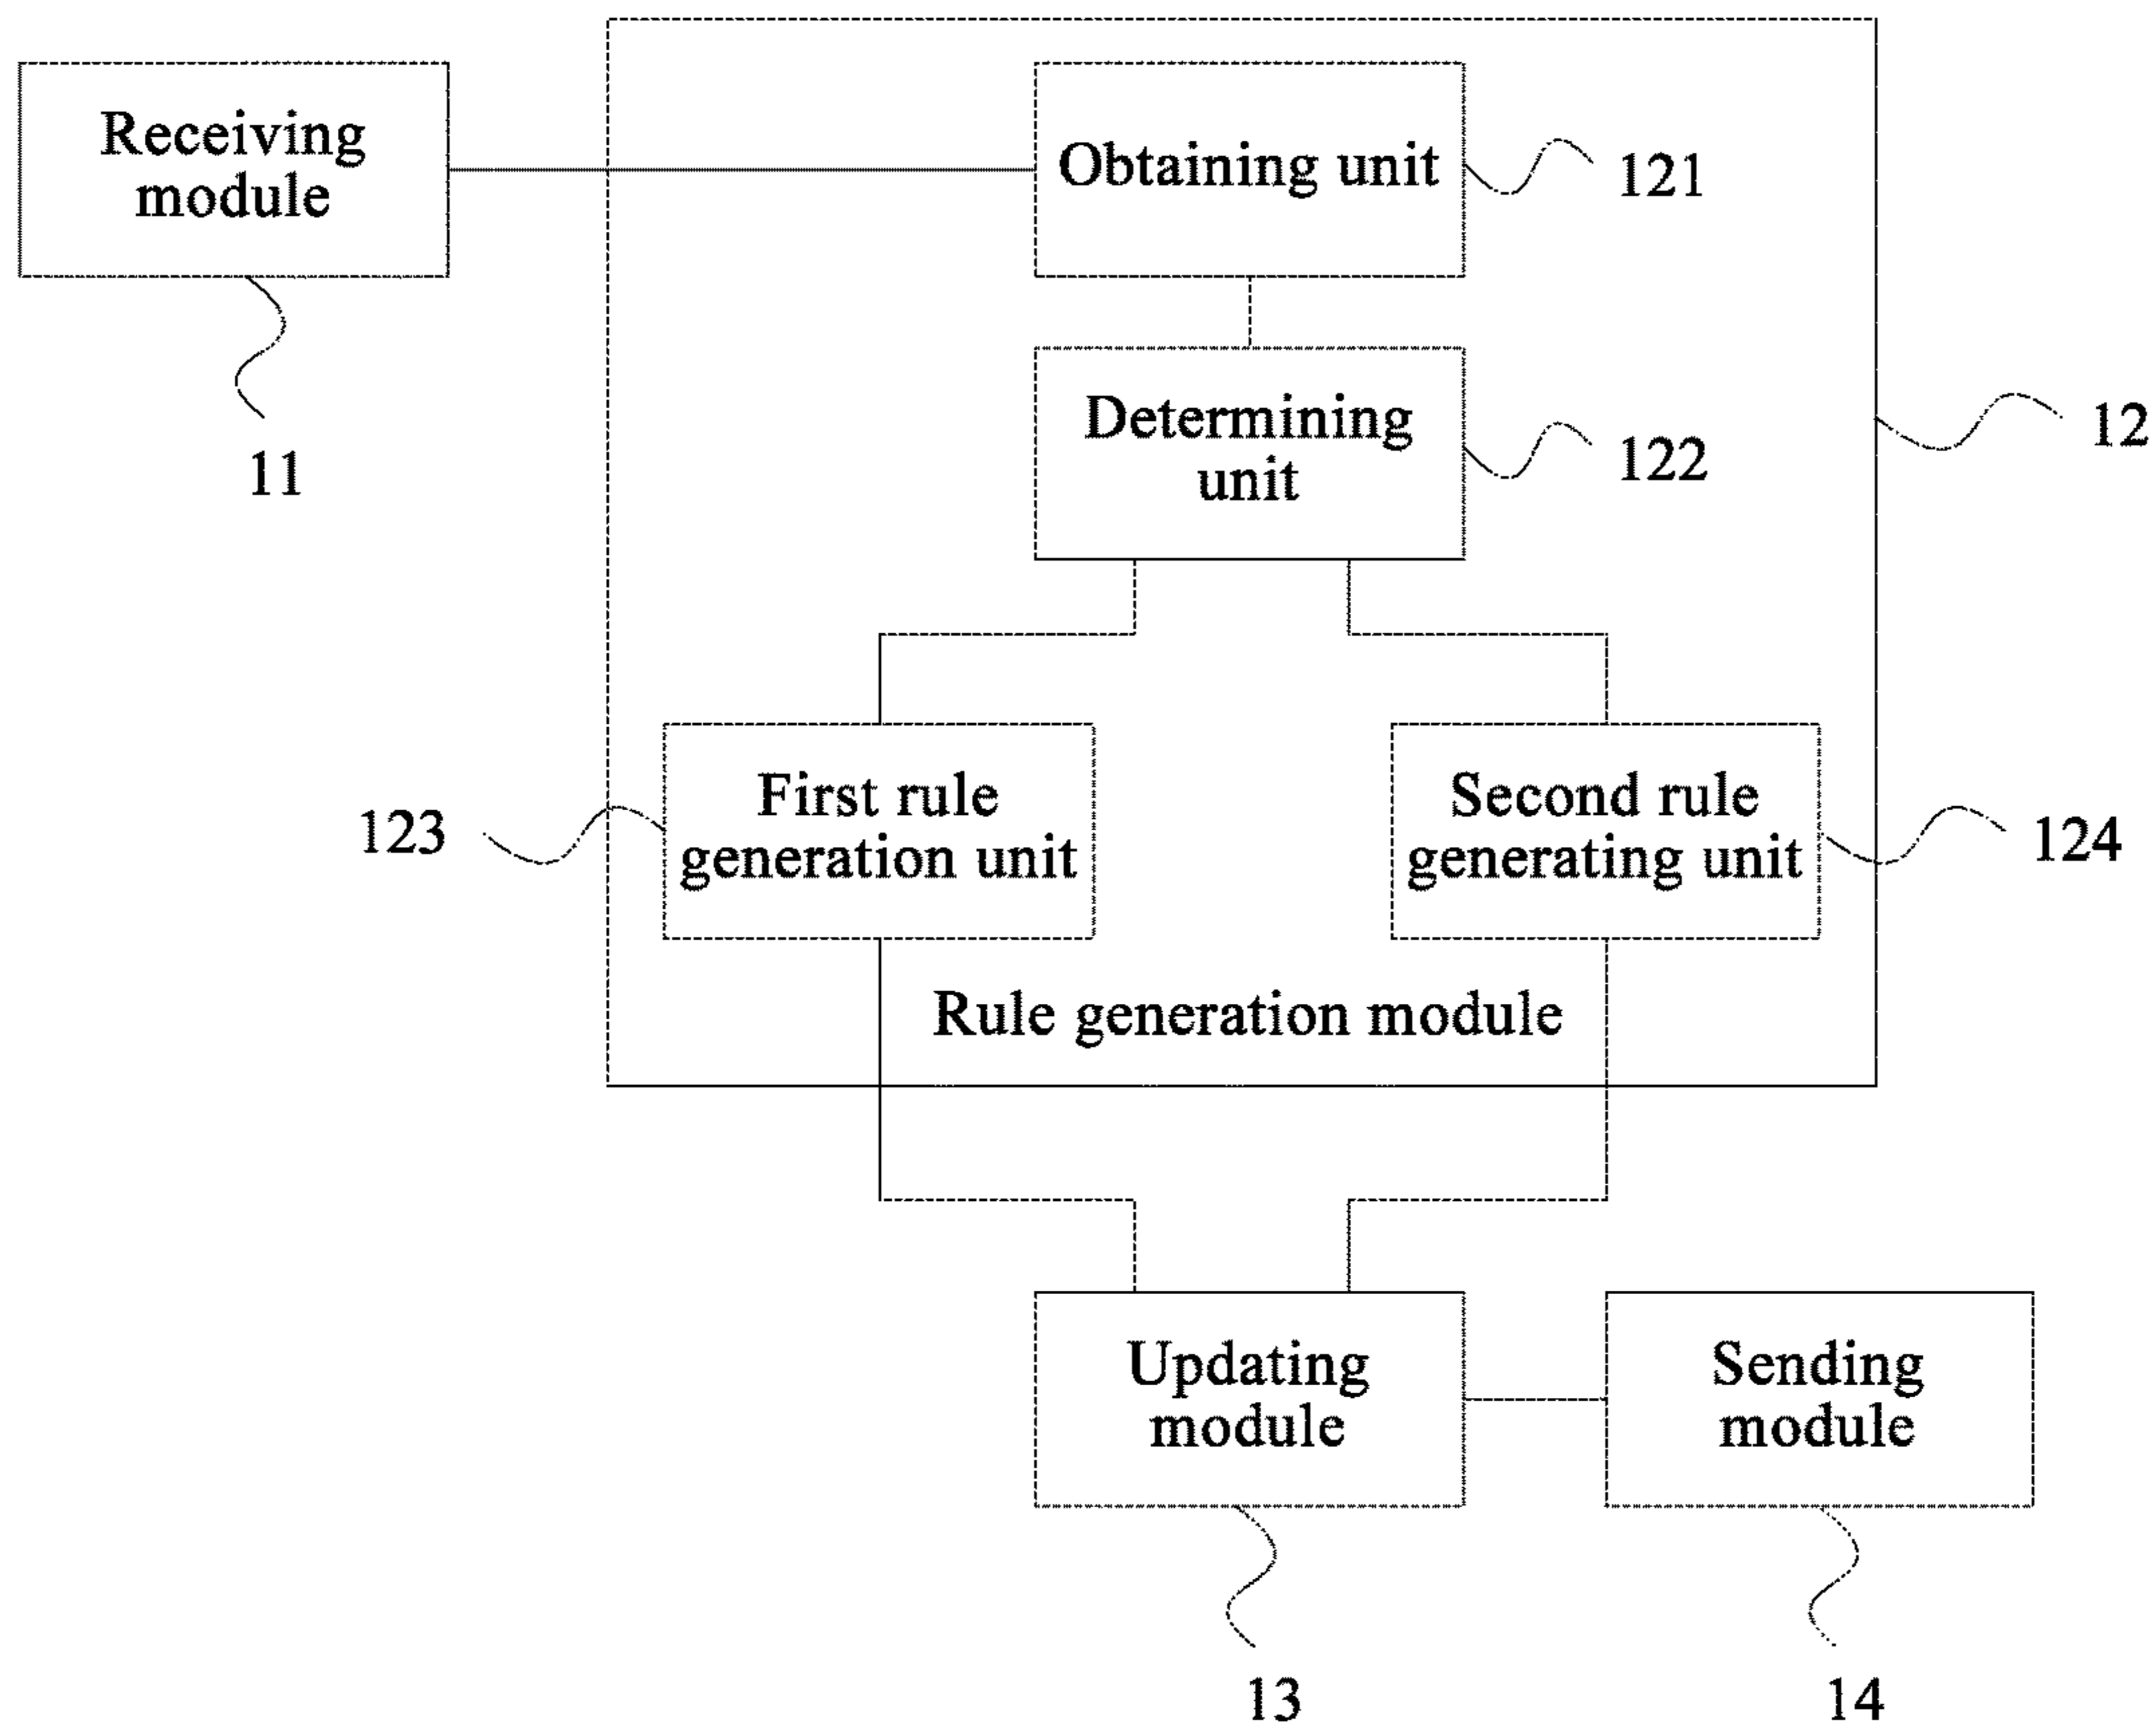 Receiving
module
Obtaining unit
121
Determining
unit
122
12
11
First rule
generation unit
123
Second rule
generating unit
124
Rule generation module
Updating
module
Sending
module
13
14